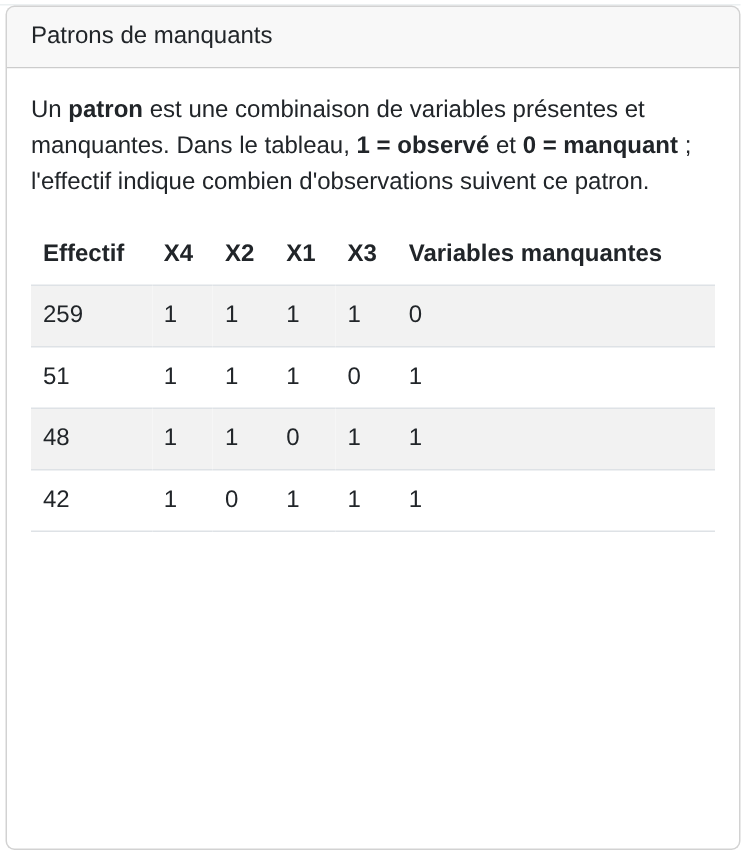 Patrons de manquants
Un patron est une combinaison de variables présentes et
manquantes. Dans le tableau, 1 = observé et 0 = manquant ;
l'effectif indique combien d'observations suivent ce patron.
Effectif X4 X2 X1 X3 Variables manquantes
259 1 1 1 1 0
51 1 1 1 0 1
48 1 1 0 1 1
42 1 0 1 1 1